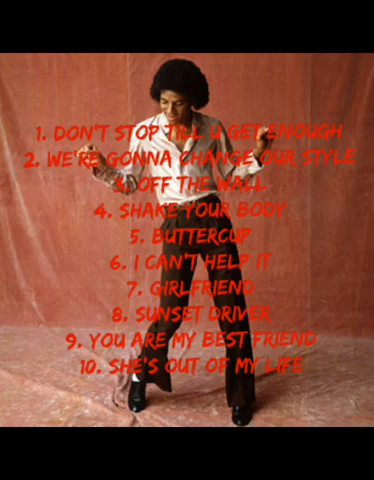 1. DON'T STOP TILL U GET ENOUGH
2. WE'RE GONNA CHANGE OUR STYLE
3. OFF THE WALL
4. SHAKE YOUR BODY
5. BUTTERCUP
6. I CAN'T HELP IT
7. GIRLFRIEND
8. SUNSET DRIVER
9. YOU ARE MY BEST FRIEND
10. SHE'S OUT OF MY LIFE